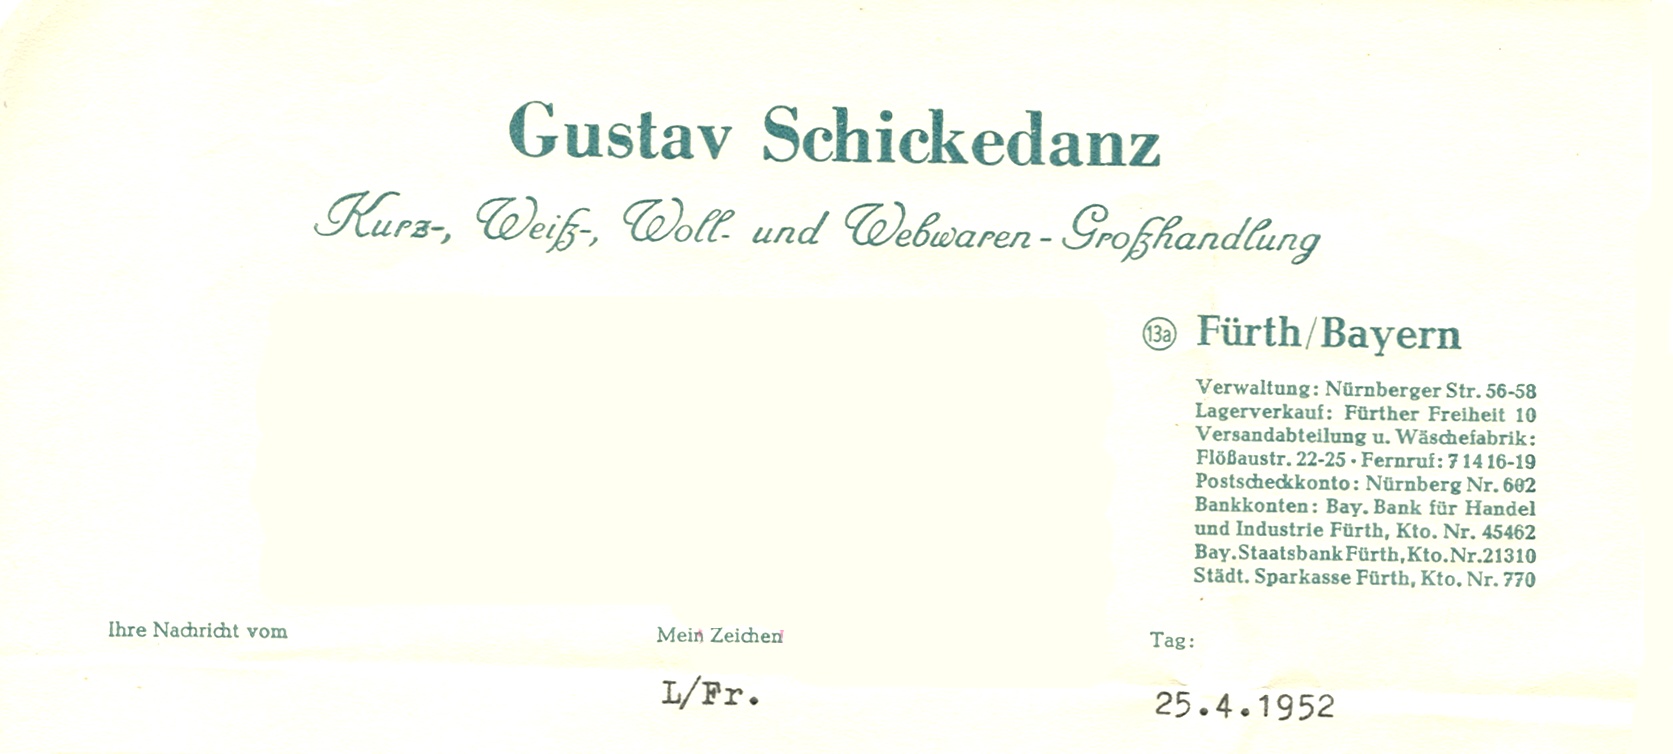 Gustav Schickedanz
Kurz-, Weiß-, Woll- und Webwaren-Großhandlung
13a Fürth/Bayern
Verwaltung: Nürnberger Str. 56-58
Lagerverkauf: Fürther Freiheit 10
Versandabteilung u. Wäschefabrik:
Flößaustr. 22-25 · Fernruf: 7 14 16-19
Postscheckkonto: Nürnberg Nr. 602
Bankkonten: Bay. Bank für Handel
und Industrie Fürth, Kto. Nr. 45462
Bay. Staatsbank Fürth, Kto. Nr. 21310
Städt. Sparkasse Fürth, Kto. Nr. 770
Ihre Nachricht vom
Mein Zeichen
Tag:
L/Fr.
25.4.1952